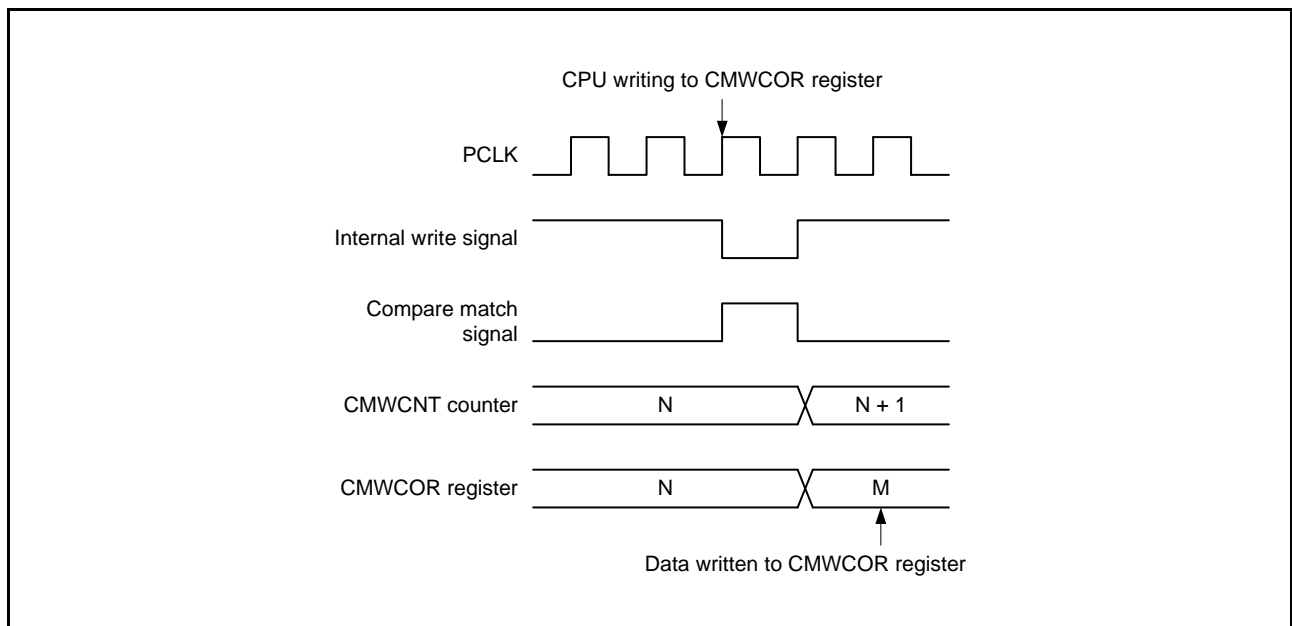 CPU writing to CMWCOR register
PCLK
Internal write signal
Compare match
signal
CMWCNT counter
N
N + 1
CMWCOR register
N
M
Data written to CMWCOR register